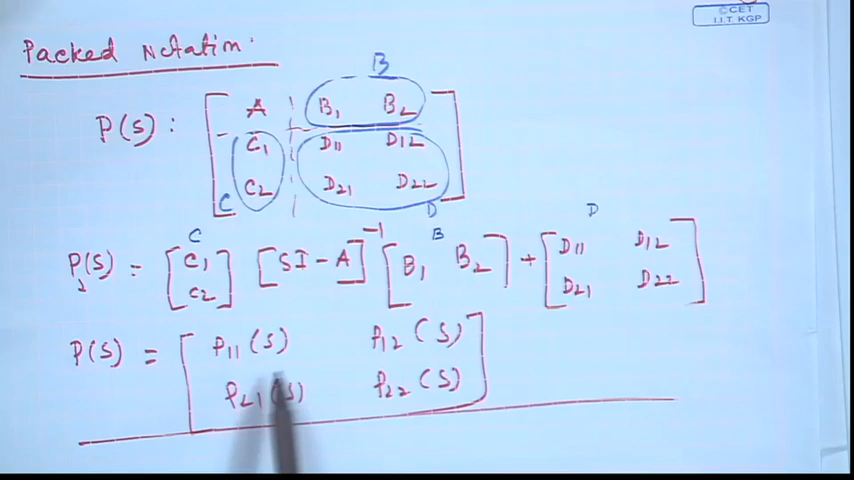 © CET
I.I.T. KGP
Packed Notation.
B
P(S) : [ A B₁ B₂
C₁ D₁₁ D₁₂
C₂ D₂₁ D₂₂ ]
C D
C B D
P(S) = [ C₁ C₂ ] [SI - A]⁻¹ [ B₁ B₂ ] + [ D₁₁ D₁₂
D₂₁ D₂₂ ]
P(S) = [ P₁₁(S) P₁₂(S)
P₂₁(S) P₂₂(S) ]